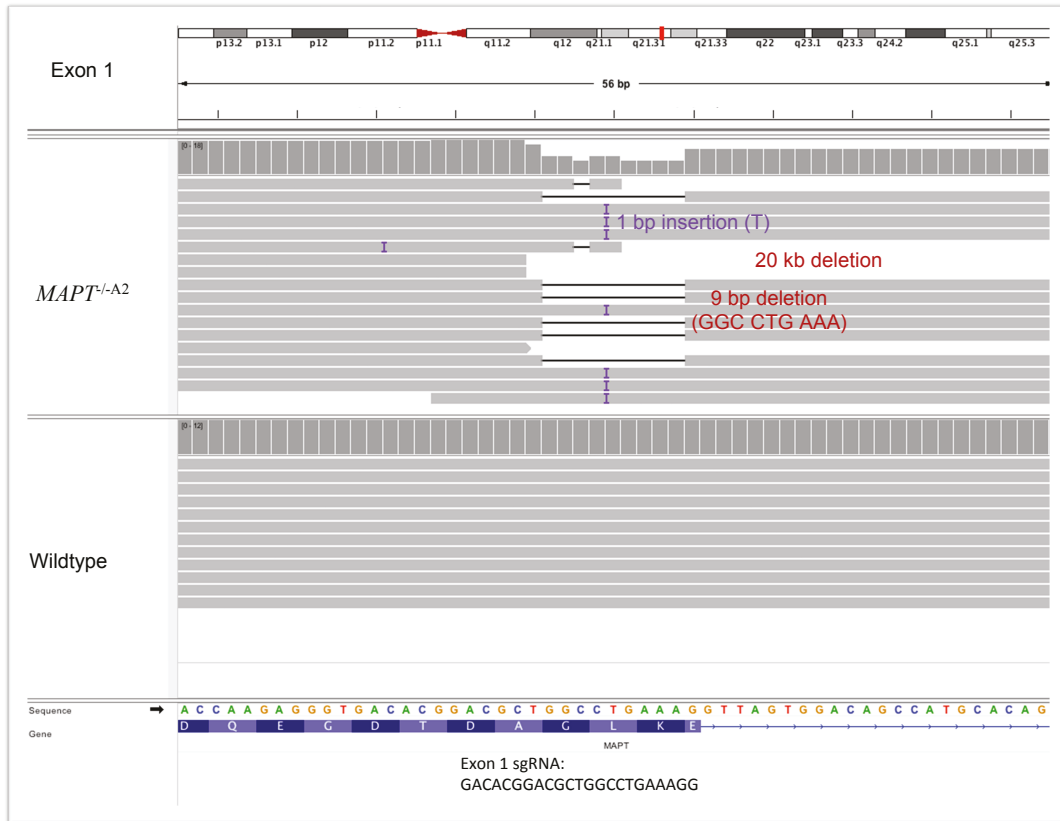 p13.2 p13.1 p12 p11.2 p11.1 q11.2 q12 q21.1 q21.31 q21.33 q22 q23.1 q23.3 q24.2 q25.1 q25.3
Exon 1
56 bp
[0 - 18]
1 bp insertion (T)
20 kb deletion
MAPT-/-A2
9 bp deletion
(GGC CTG AAA)
[0 - 12]
Wildtype
Sequence
A C C A A G A G G G T G A C A C G G A C G C T G G C C T G A A A G G T T A G T G G A C A G C C A T G C A C A G
Gene
D Q E G D T D A G L K E
MAPT
Exon 1 sgRNA:
GACACGGACGCTGGCCTGAAAGG